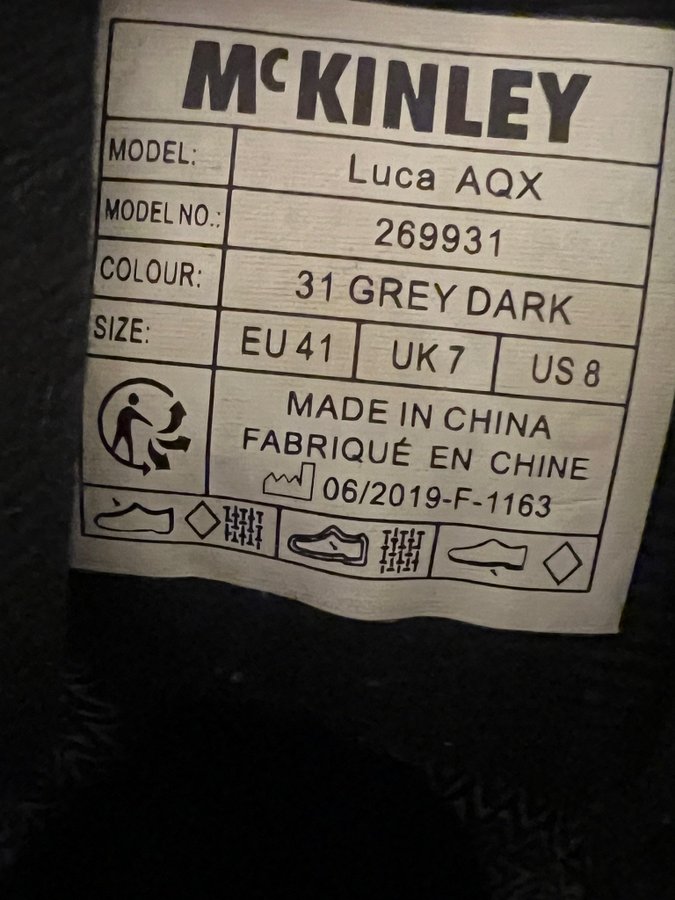 McKINLEY
MODEL: Luca AQX
MODEL NO.: 269931
COLOUR: 31 GREY DARK
SIZE: EU 41 UK 7 US 8
MADE IN CHINA
FABRIQUÉ EN CHINE
06/2019-F-1163